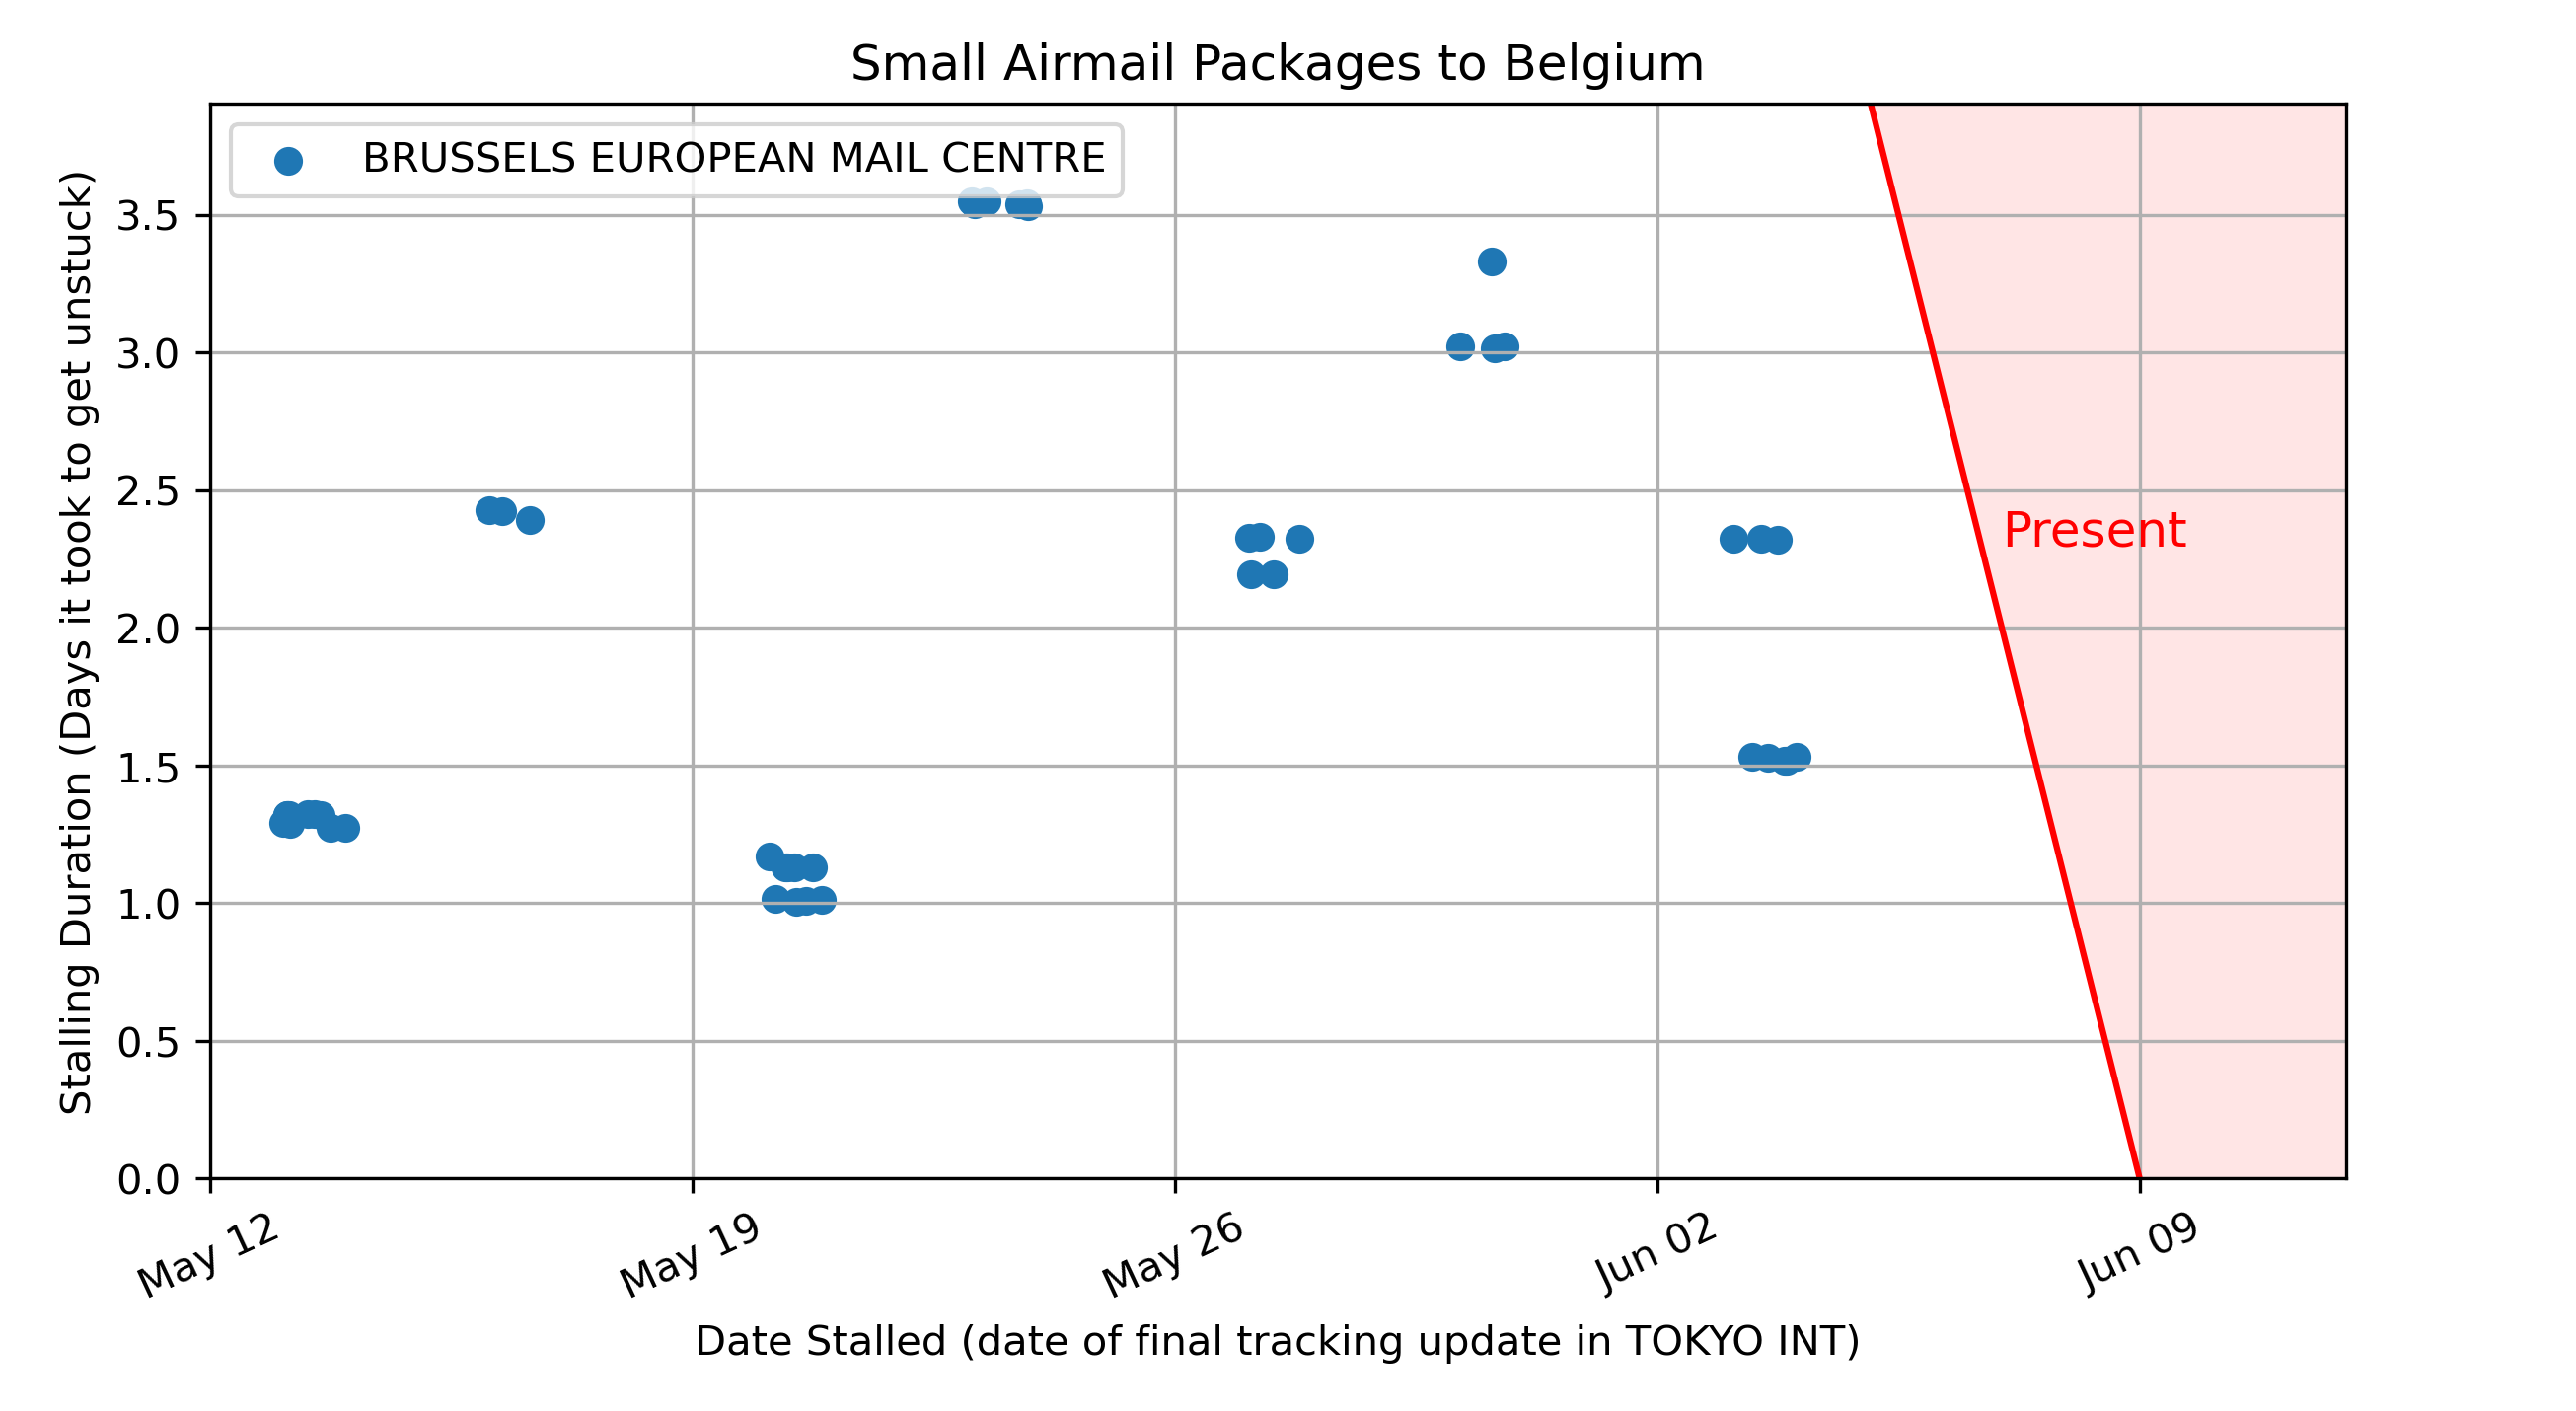 Small Airmail Packages to Belgium
BRUSSELS EUROPEAN MAIL CENTRE
Stalling Duration (Days it took to get unstuck)
3.5
3.0
2.5
2.0
1.5
1.0
0.5
0.0
Present
May 12
May 19
May 26
Jun 02
Jun 09
Date Stalled (date of final tracking update in TOKYO INT)